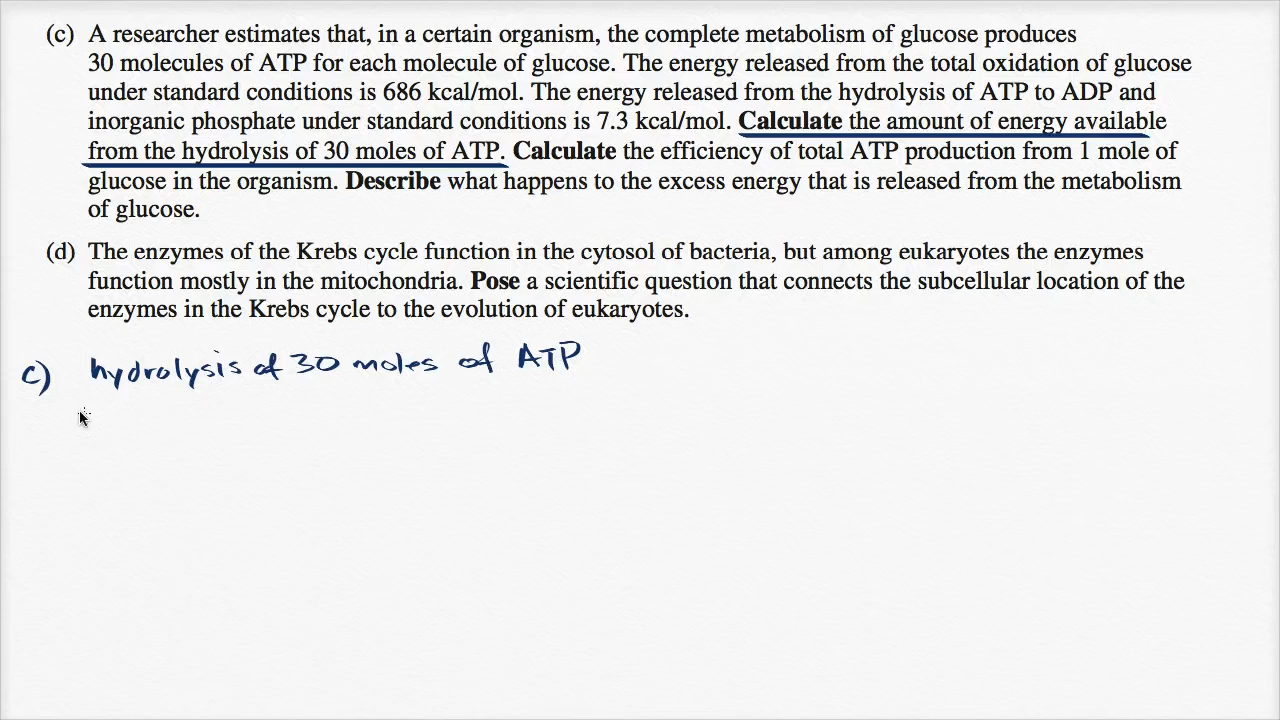 (c) A researcher estimates that, in a certain organism, the complete metabolism of glucose produces
30 molecules of ATP for each molecule of glucose. The energy released from the total oxidation of glucose
under standard conditions is 686 kcal/mol. The energy released from the hydrolysis of ATP to ADP and
inorganic phosphate under standard conditions is 7.3 kcal/mol. Calculate the amount of energy available
from the hydrolysis of 30 moles of ATP. Calculate the efficiency of total ATP production from 1 mole of
glucose in the organism. Describe what happens to the excess energy that is released from the metabolism
of glucose.
(d) The enzymes of the Krebs cycle function in the cytosol of bacteria, but among eukaryotes the enzymes
function mostly in the mitochondria. Pose a scientific question that connects the subcellular location of the
enzymes in the Krebs cycle to the evolution of eukaryotes.
c) hydrolysis of 30 moles of ATP